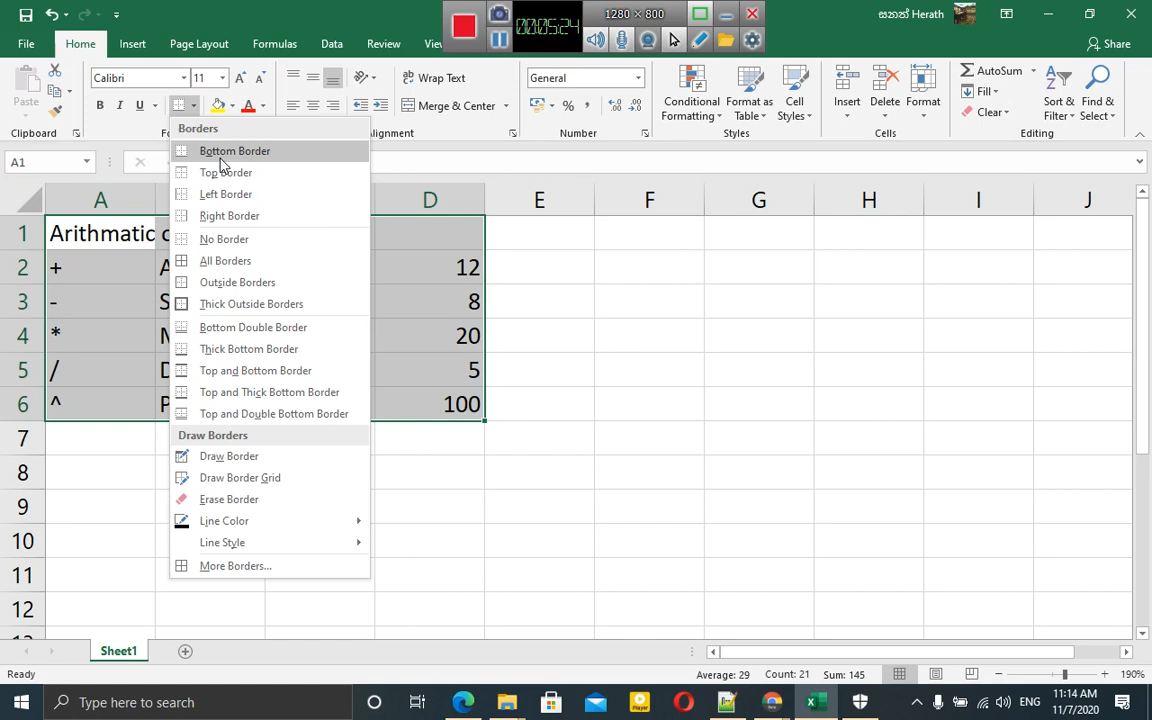 සනත් Herath
1280 × 800
00:05:24
File Home Insert Page Layout Formulas Data Review Share
Calibri 11 Wrap Text General
AutoSum
Fill
Clear
Paste B I U Merge & Center % Conditional Formatting Format as Table Cell Styles Insert Delete Format Sort & Filter Find & Select
Clipboard Alignment Number Styles Cells Editing
A1
Borders
Bottom Border
Top Border
Left Border
Right Border
No Border
All Borders
Outside Borders
Thick Outside Borders
Bottom Double Border
Thick Bottom Border
Top and Bottom Border
Top and Thick Bottom Border
Top and Double Bottom Border
Draw Borders
Draw Border
Draw Border Grid
Erase Border
Line Color
Line Style
More Borders...
A D E F G H I J
1 Arithmatic
2 + 12
3 - 8
4 * 20
5 / 5
6 ^ 100
7
8
9
10
11
12
Sheet1
Ready Average: 29 Count: 21 Sum: 145 190%
Type here to search ENG 11:14 AM
11/7/2020